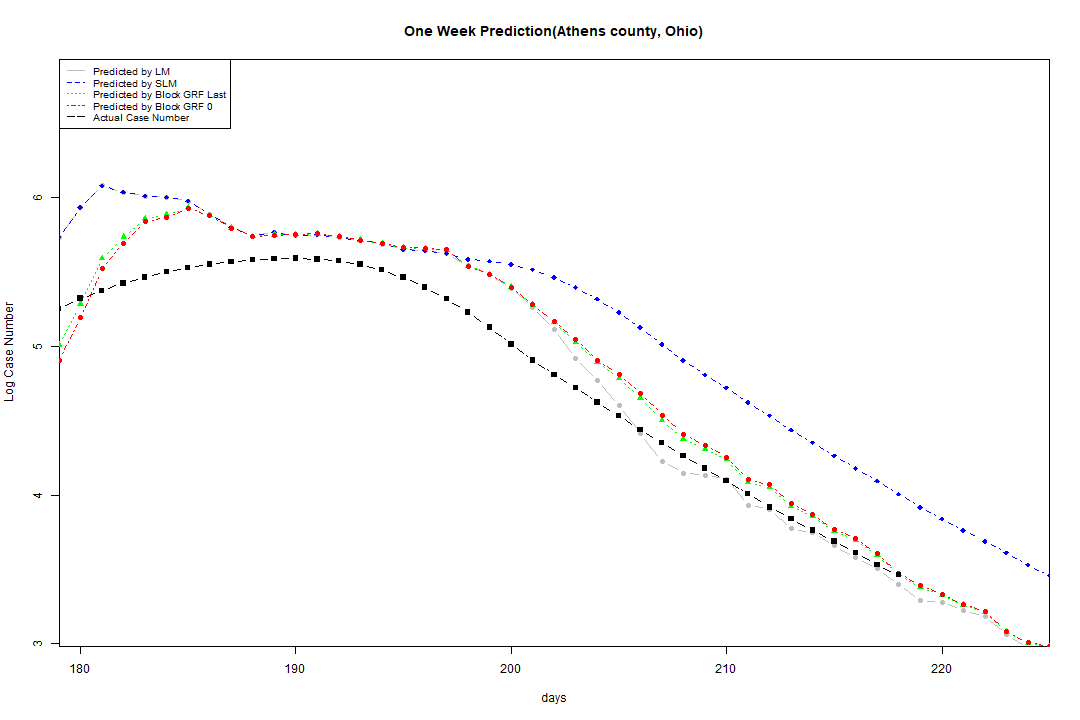 One Week Prediction(Athens county, Ohio)
Predicted by LM
Predicted by SLM
Predicted by Block GRF Last
Predicted by Block GRF 0
Actual Case Number
6
5
4
3
Log Case Number
180 190 200 210 220
days